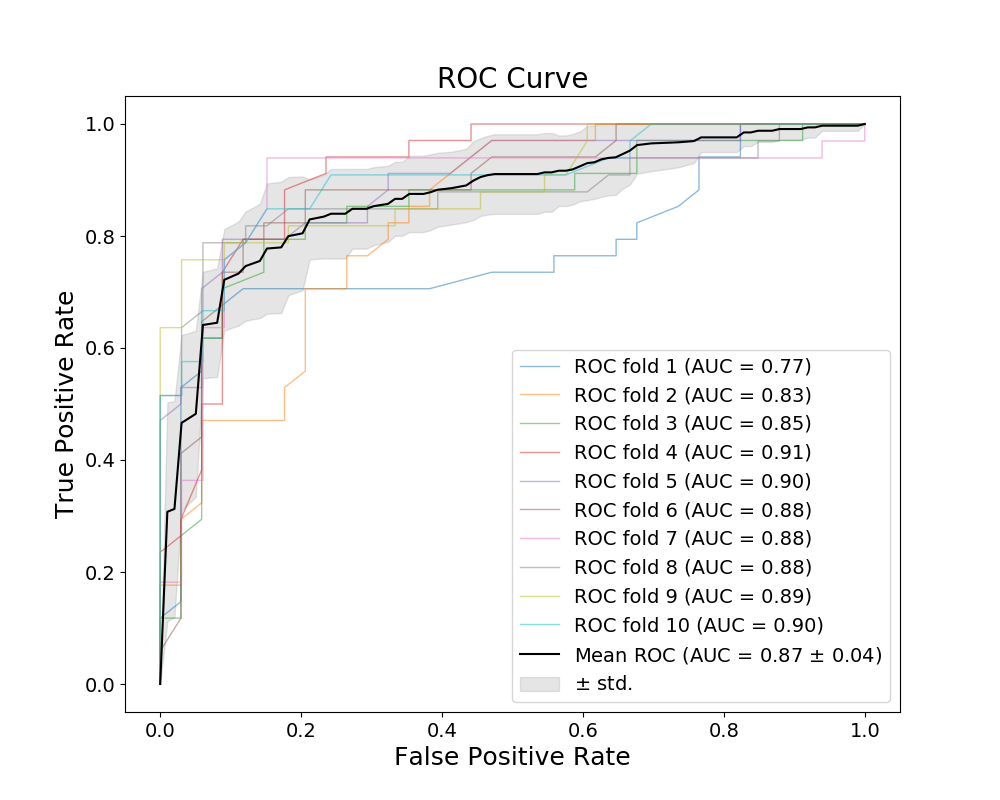 ROC Curve
1.0
0.8
0.6
0.4
0.2
0.0
True Positive Rate
ROC fold 1 (AUC = 0.77)
ROC fold 2 (AUC = 0.83)
ROC fold 3 (AUC = 0.85)
ROC fold 4 (AUC = 0.91)
ROC fold 5 (AUC = 0.90)
ROC fold 6 (AUC = 0.88)
ROC fold 7 (AUC = 0.88)
ROC fold 8 (AUC = 0.88)
ROC fold 9 (AUC = 0.89)
ROC fold 10 (AUC = 0.90)
Mean ROC (AUC = 0.87 ± 0.04)
± std.
0.0 0.2 0.4 0.6 0.8 1.0
False Positive Rate